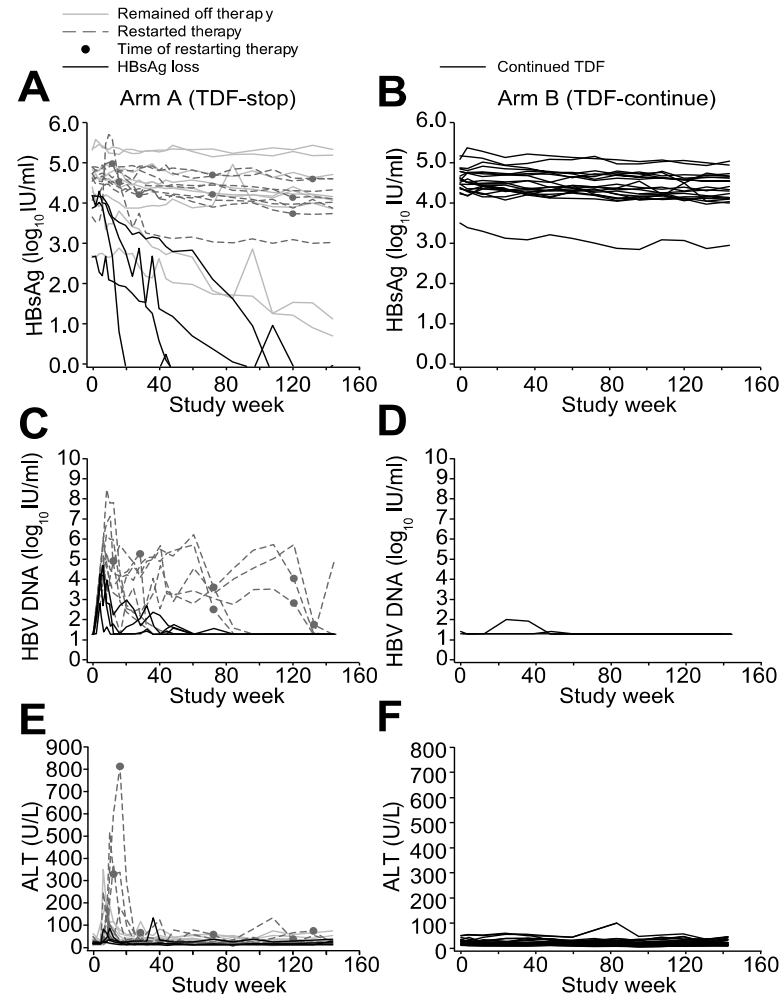 Remained off therapy
Restarted therapy
Time of restarting therapy
HBsAg loss
Continued TDF
A
Arm A (TDF-stop)
B
Arm B (TDF-continue)
HBsAg (log10 IU/ml)
6.0
5.0
4.0
3.0
2.0
1.0
0.0
0 40 80 120 160
Study week
HBsAg (log10 IU/ml)
6.0
5.0
4.0
3.0
2.0
1.0
0.0
0 40 80 120 160
Study week
C
HBV DNA (log10 IU/ml)
10
9
8
7
6
5
4
3
2
1
0
0 40 80 120 160
Study week
D
HBV DNA (log10 IU/ml)
10
9
8
7
6
5
4
3
2
1
0
0 40 80 120 160
Study week
E
ALT (U/L)
900
800
700
600
500
400
300
200
100
0
0 40 80 120 160
Study week
F
ALT (U/L)
800
700
600
500
400
300
200
100
0
0 40 80 120 160
Study week